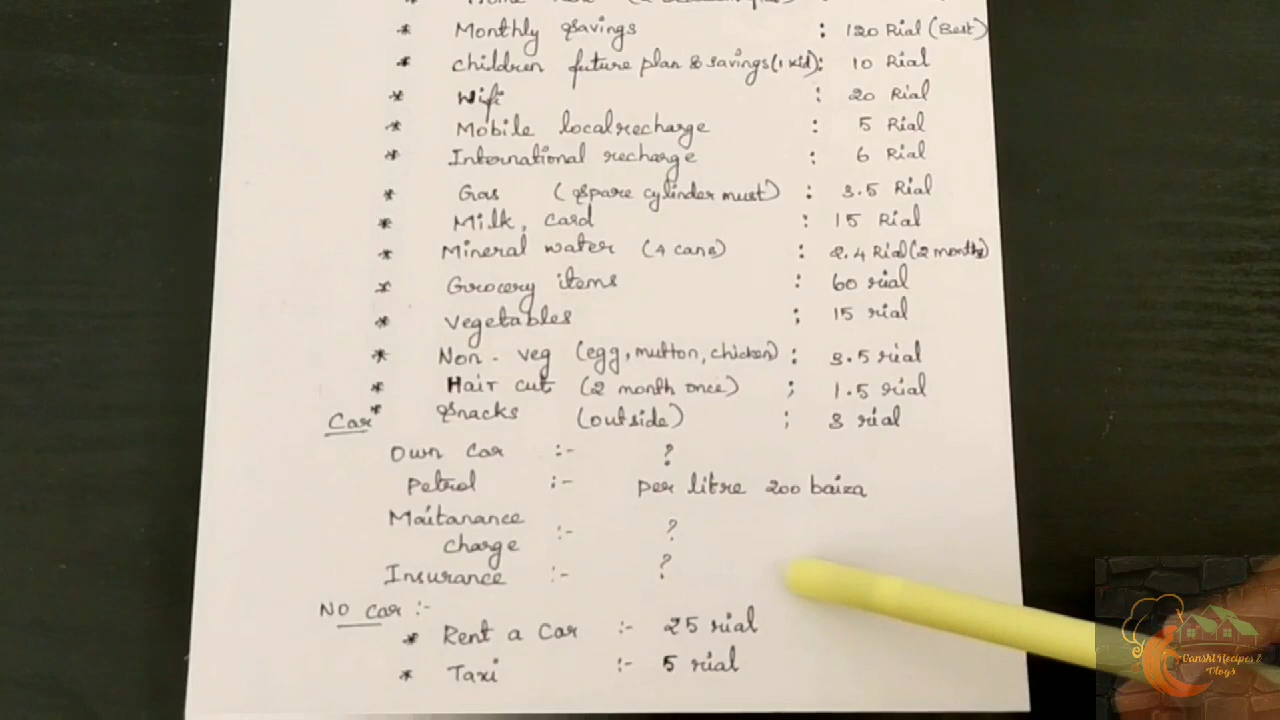 * Monthly Savings : 120 Rial (Best)
* children future plan & savings (1 kid) : 10 Rial
* Wifi : 20 Rial
* Mobile local recharge : 5 Rial
* International recharge : 6 Rial
* Gas (Spare cylinder must) : 3.5 Rial
* Milk, card : 15 Rial
* Mineral water (4 cans) : 2.4 Rial (2 months)
* Grocery items : 60 rial
* Vegetables ; 15 rial
* Non-veg (egg, mutton, chicken) : 3.5 rial
* Hair cut (2 month once) ; 1.5 Rial
* Snacks (outside) ; 3 rial
Car
Own car :- ?
Petrol :- per litre 200 baiza
Maitanance
charge :- ?
Insurance :- ?
No car :-
* Rent a car :- 25 rial
* Taxi :- 5 rial
Vanshi Recipes &
Vlogs